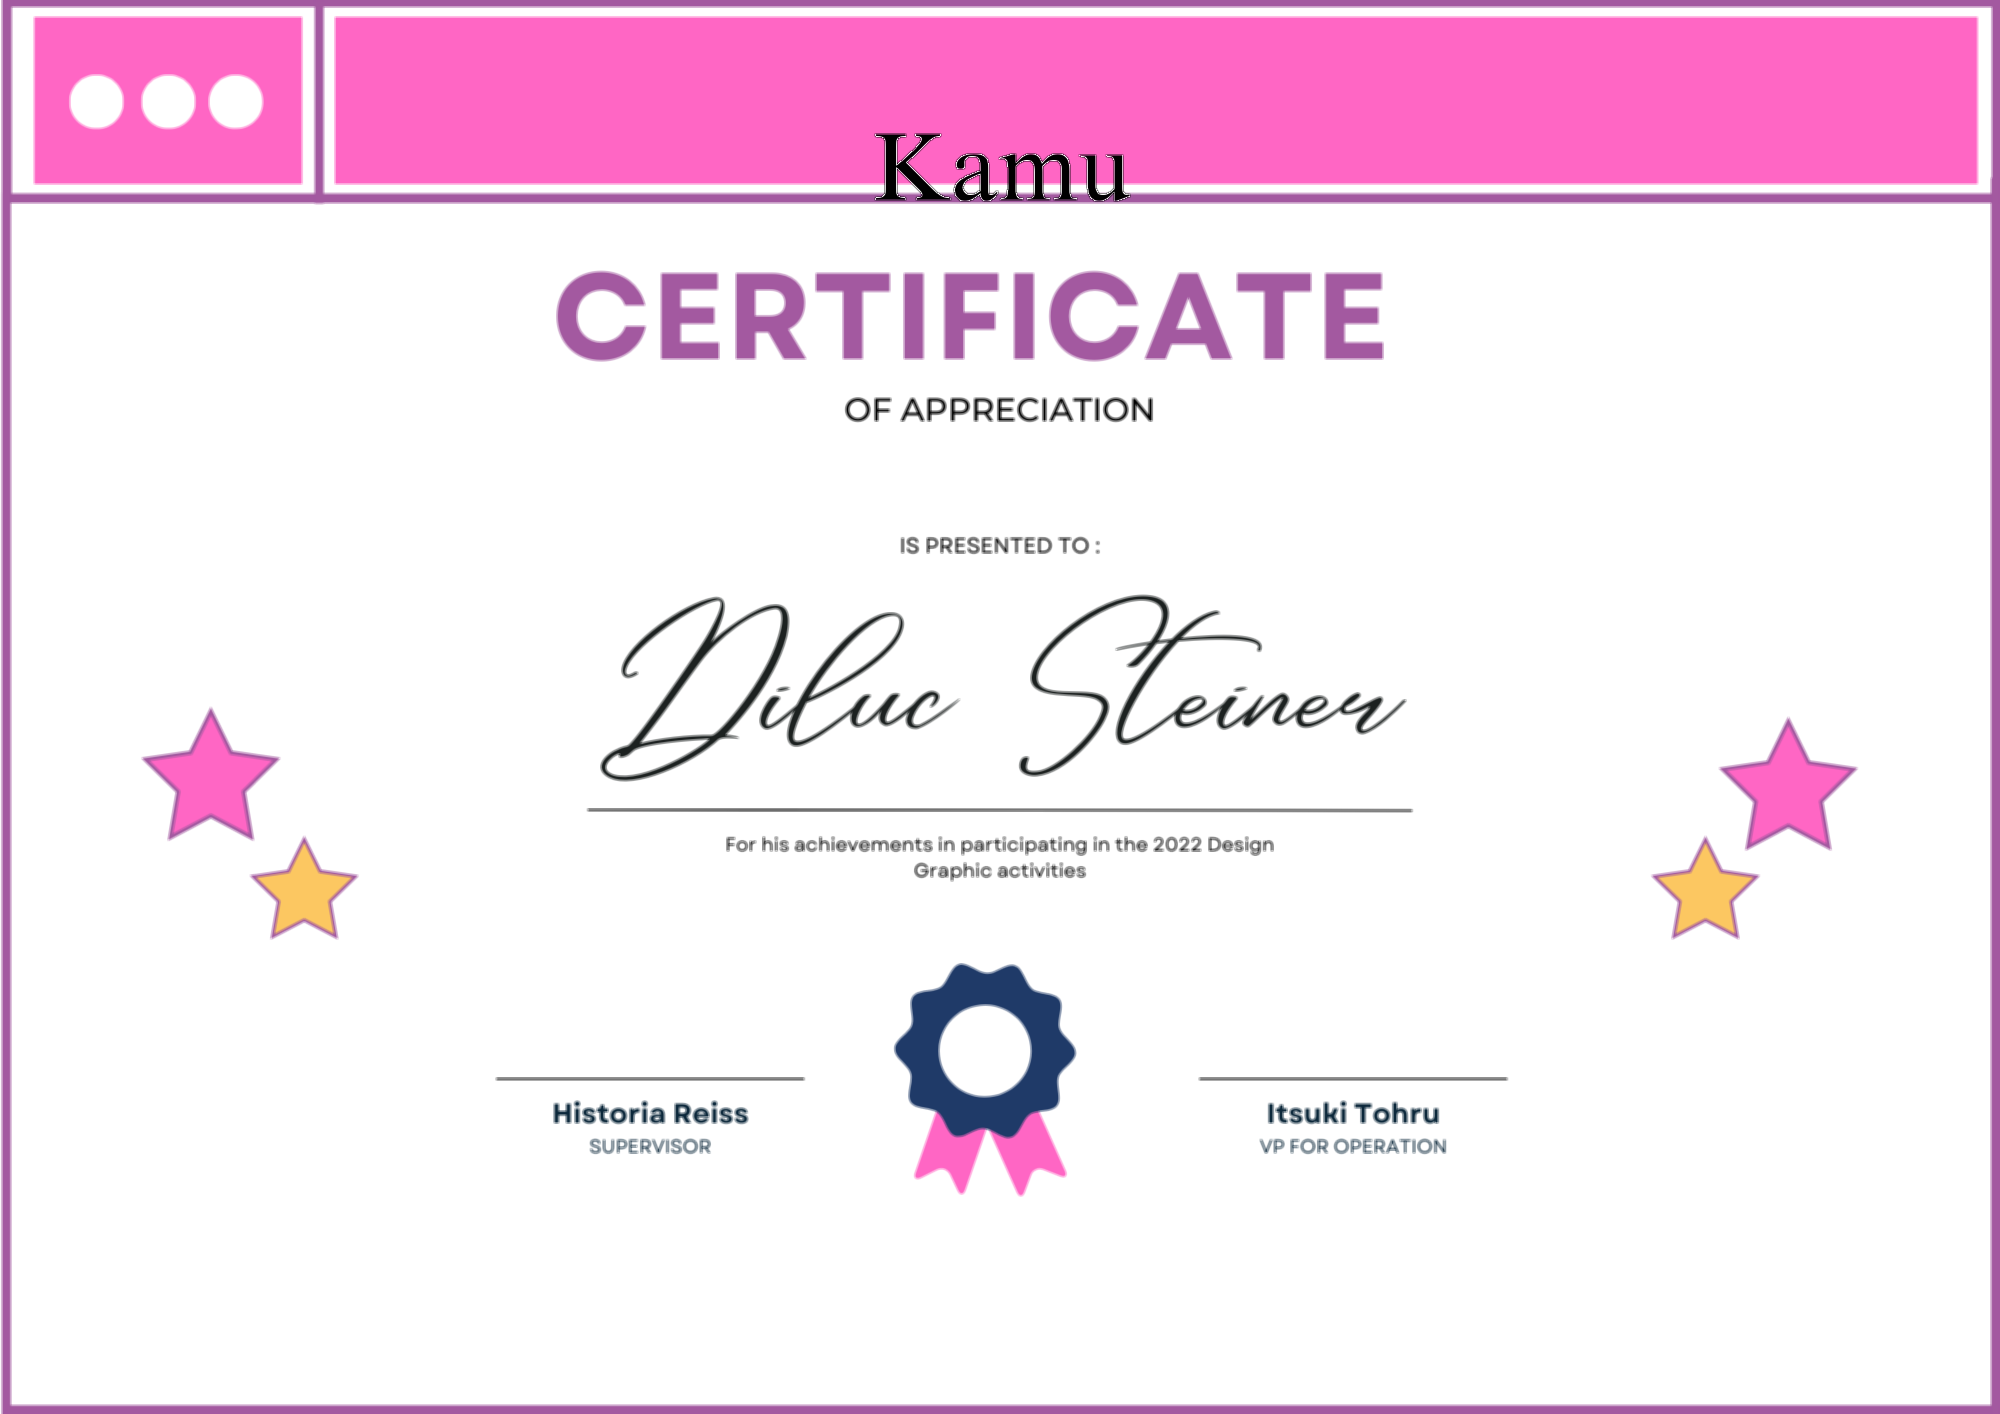 Kamu
CERTIFICATE
OF APPRECIATION
IS PRESENTED TO :
Diluc Steiner
For his achievements in participating in the 2022 Design
Graphic activities
Historia Reiss
SUPERVISOR
Itsuki Tohru
VP FOR OPERATION